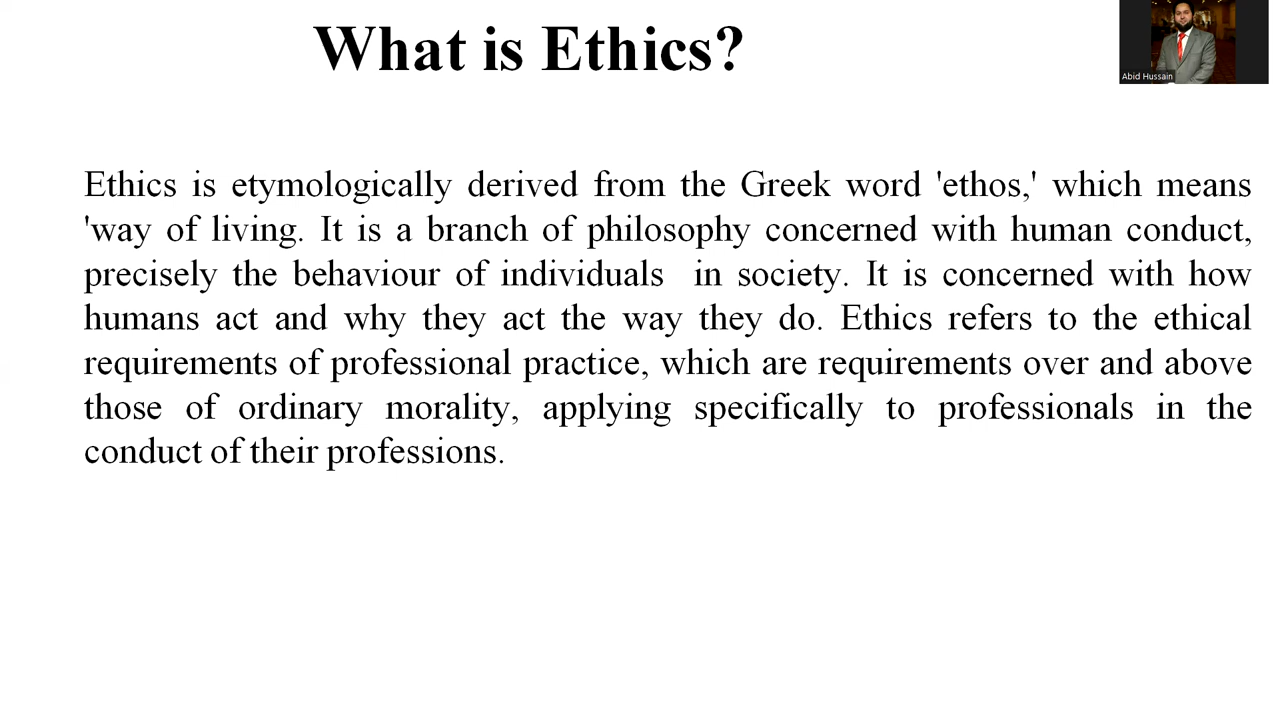 What is Ethics?
Abid Hussain
Ethics is etymologically derived from the Greek word 'ethos,' which means
'way of living. It is a branch of philosophy concerned with human conduct,
precisely the behaviour of individuals  in society. It is concerned with how
humans act and why they act the way they do. Ethics refers to the ethical
requirements of professional practice, which are requirements over and above
those of ordinary morality, applying specifically to professionals in the
conduct of their professions.